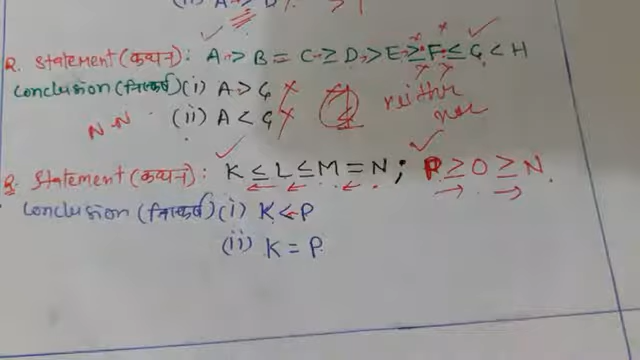 Q. Statement (कथन): A > B = C ≥ D > E ≥ F ≤ G < H
Conclusion (निष्कर्ष) (i) A > G ×
(ii) A < G ×
neither nor
N N
Q. Statement (कथन): K ≤ L ≤ M = N ; P ≥ O ≥ N
Conclusion (निष्कर्ष) (i) K < P
(ii) K = P